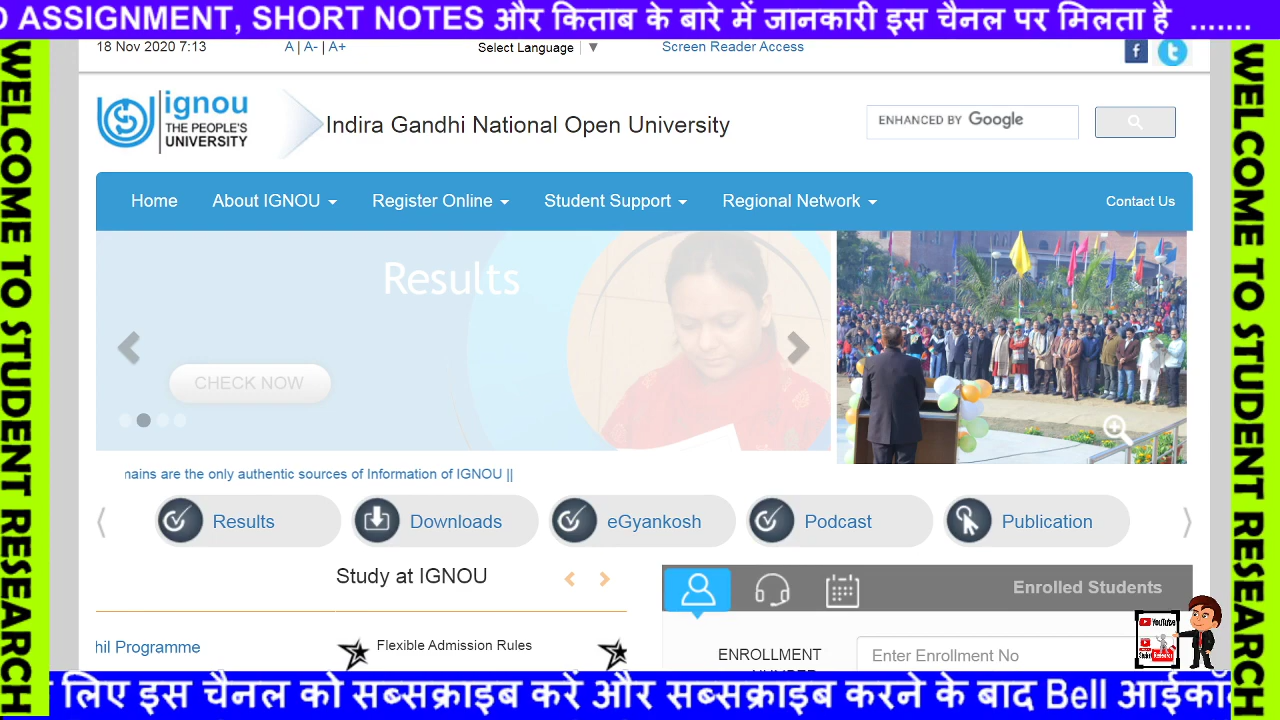 ASSIGNMENT, SHORT NOTES और किताब के बारे में जानकारी इस चैनल पर मिलता है .......
18 Nov 2020 7:13 A | A- | A+ Select Language ▼ Screen Reader Access
ignou
THE PEOPLE'S
UNIVERSITY
Indira Gandhi National Open University
ENHANCED BY Google
Home About IGNOU Register Online Student Support Regional Network Contact Us
Results
CHECK NOW
mains are the only authentic sources of Information of IGNOU ||
Results Downloads eGyankosh Podcast Publication
Study at IGNOU
Enrolled Students
hil Programme
Flexible Admission Rules
ENROLLMENT
Enter Enrollment No
YouTube
लिए इस चैनल को सब्सक्राइब करें और सब्सक्राइब करने के बाद Bell
WELCOME TO STUDENT RESEARCH
WELCOME TO STUDENT RESEARCH